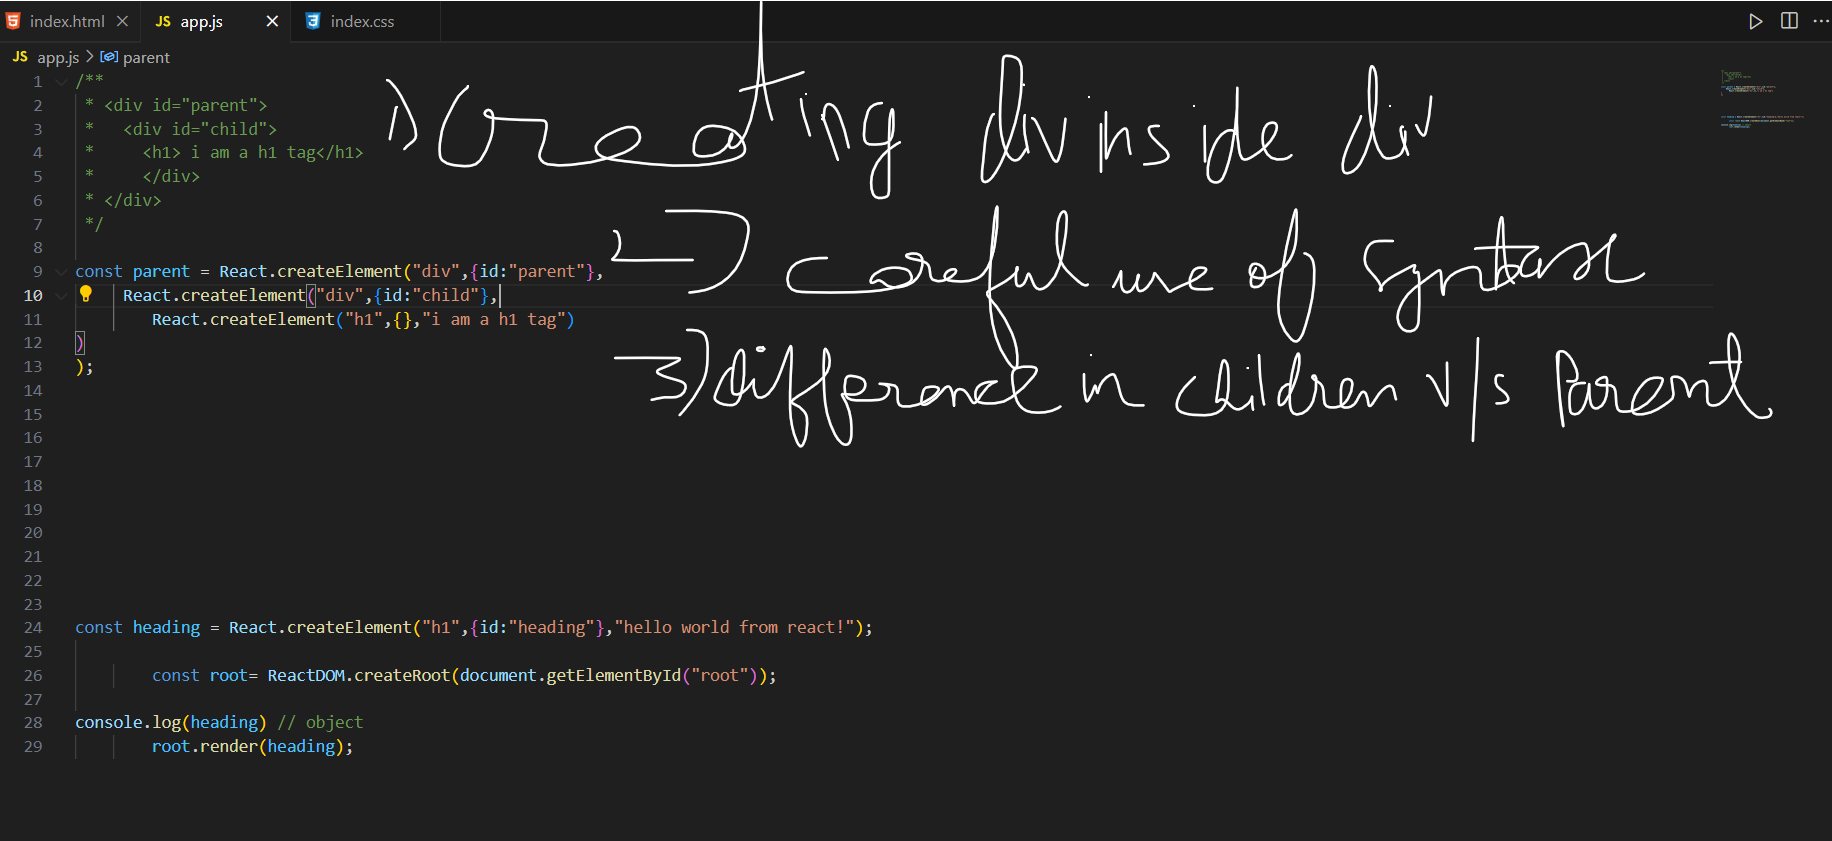 index.html
JS app.js
index.css
JS app.js > parent
1 /**
2 * <div id="parent">
3 *   <div id="child">
4 *     <h1> i am a h1 tag</h1>
5 *     </div>
6 * </div>
7 */
8
9 const parent = React.createElement("div",{id:"parent"},
10 React.createElement("div",{id:"child"},
11 React.createElement("h1",{},"i am a h1 tag")
12 )
13 );
14
15
16
17
18
19
20
21
22
23
24 const heading = React.createElement("h1",{id:"heading"},"hello world from react!");
25
26 const root= ReactDOM.createRoot(document.getElementById("root"));
27
28 console.log(heading) // object
29 root.render(heading);
1) Creating div inside div
2) careful use of syntax
3) difference in children v/s Parent